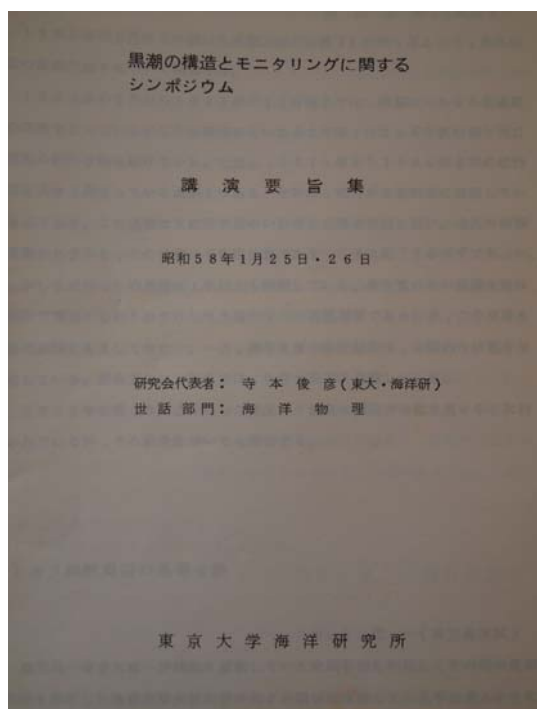 黒潮の構造とモニタリングに関する
シンポジウム
講演要旨集
昭和58年1月25日・26日
研究会代表者：寺本俊彦(東大・海洋研)
世話部門：海洋物理
東京大学海洋研究所